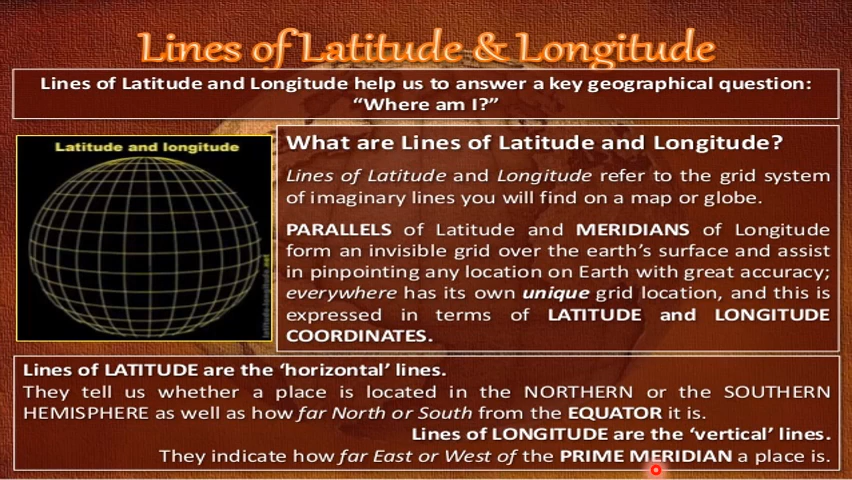 Lines of Latitude & Longitude
Lines of Latitude and Longitude help us to answer a key geographical question:
“Where am I?”
Latitude and longitude
latitude-longitude.net
What are Lines of Latitude and Longitude?
Lines of Latitude and Longitude refer to the grid system
of imaginary lines you will find on a map or globe.
PARALLELS of Latitude and MERIDIANS of Longitude
form an invisible grid over the earth’s surface and assist
in pinpointing any location on Earth with great accuracy;
everywhere has its own unique grid location, and this is
expressed in terms of LATITUDE and LONGITUDE
COORDINATES.
Lines of LATITUDE are the ‘horizontal’ lines.
They tell us whether a place is located in the NORTHERN or the SOUTHERN
HEMISPHERE as well as how far North or South from the EQUATOR it is.
Lines of LONGITUDE are the ‘vertical’ lines.
They indicate how far East or West of the PRIME MERIDIAN a place is.